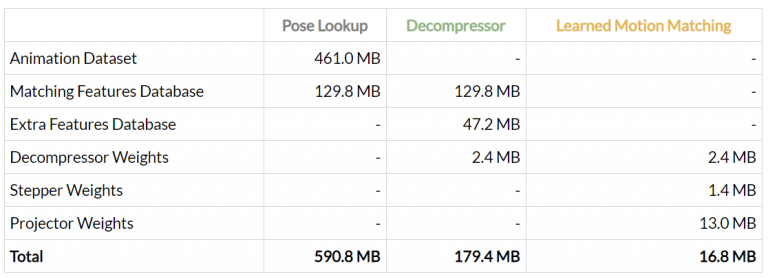 Pose Lookup Decompressor Learned Motion Matching
Animation Dataset 461.0 MB - -
Matching Features Database 129.8 MB 129.8 MB -
Extra Features Database - 47.2 MB -
Decompressor Weights - 2.4 MB 2.4 MB
Stepper Weights - - 1.4 MB
Projector Weights - - 13.0 MB
Total 590.8 MB 179.4 MB 16.8 MB